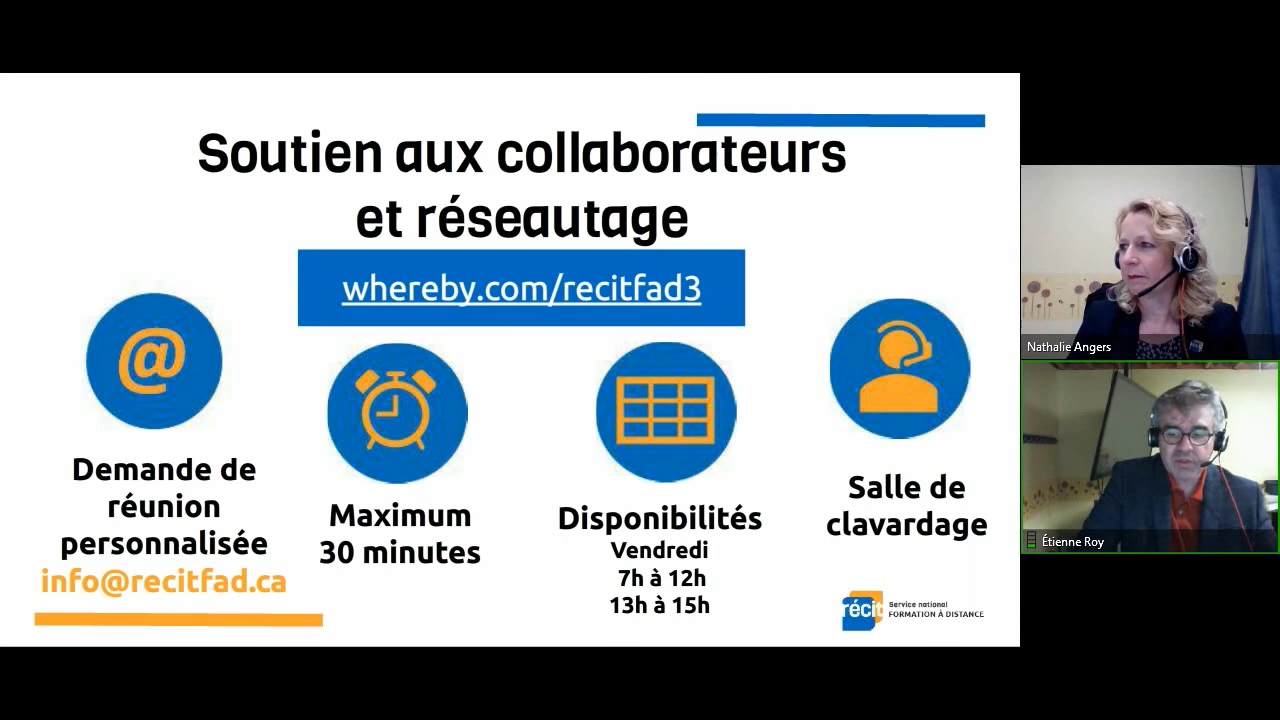 Soutien aux collaborateurs
et réseautage
whereby.com/recitfad3
@
Demande de
réunion
personnalisée
info@recitfad.ca
Maximum
30 minutes
Disponibilités
Vendredi
7h à 12h
13h à 15h
Salle de
clavardage
récit
Service national
FORMATION À DISTANCE
Nathalie Angers
Étienne Roy